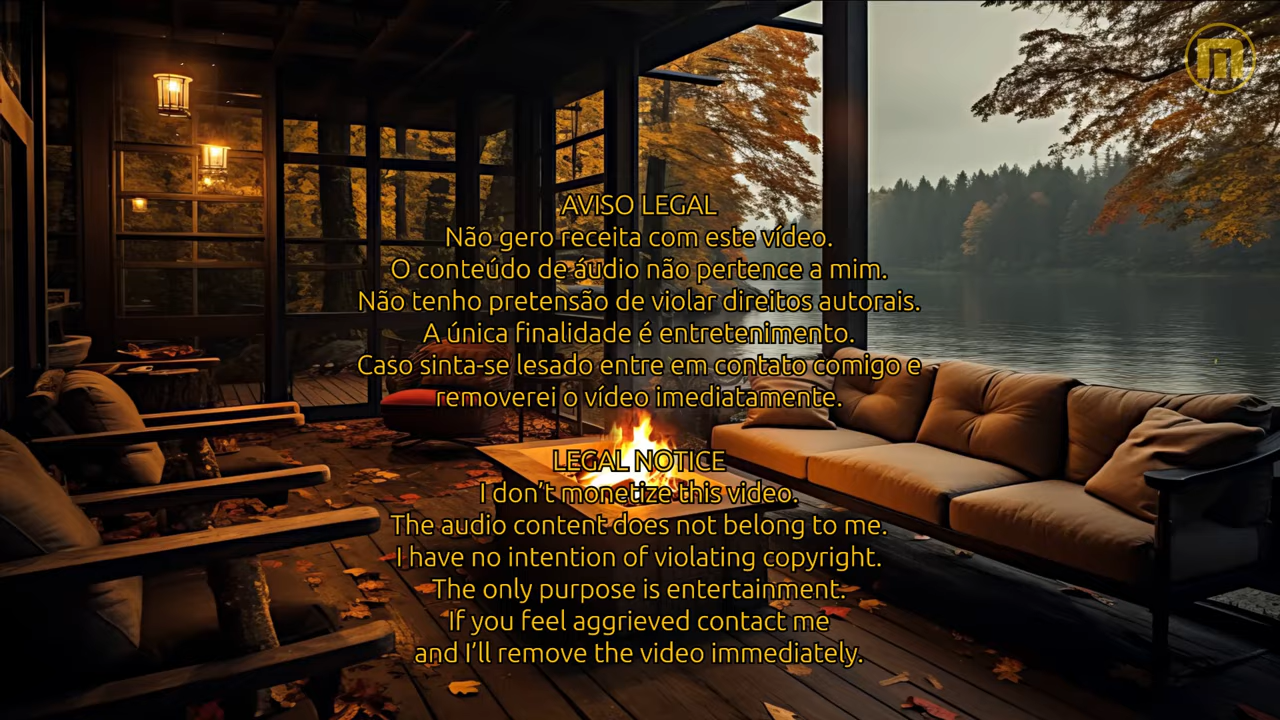 AVISO LEGAL
Não gero receita com este vídeo.
O conteúdo de áudio não pertence a mim.
Não tenho pretensão de violar direitos autorais.
A única finalidade é entretenimento.
Caso sinta-se lesado entre em contato comigo e
removerei o vídeo imediatamente.
LEGAL NOTICE
I don’t monetize this video.
The audio content does not belong to me.
I have no intention of violating copyright.
The only purpose is entertainment.
If you feel aggrieved contact me
and I’ll remove the video immediately.